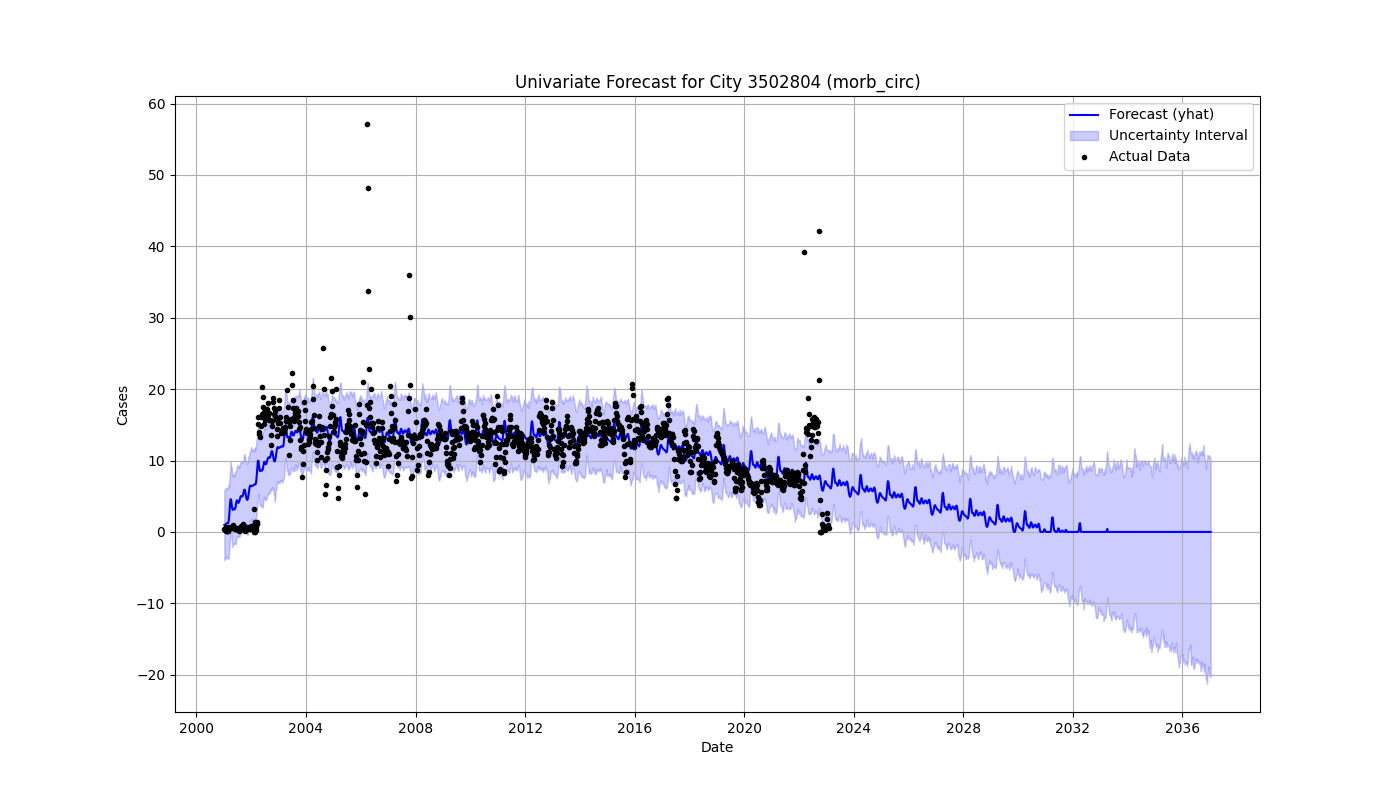 Univariate Forecast for City 3502804 (morb_circ)
Forecast (yhat)
Uncertainty Interval
Actual Data
Cases
60
50
40
30
20
10
0
−10
−20
2000 2004 2008 2012 2016 2020 2024 2028 2032 2036
Date